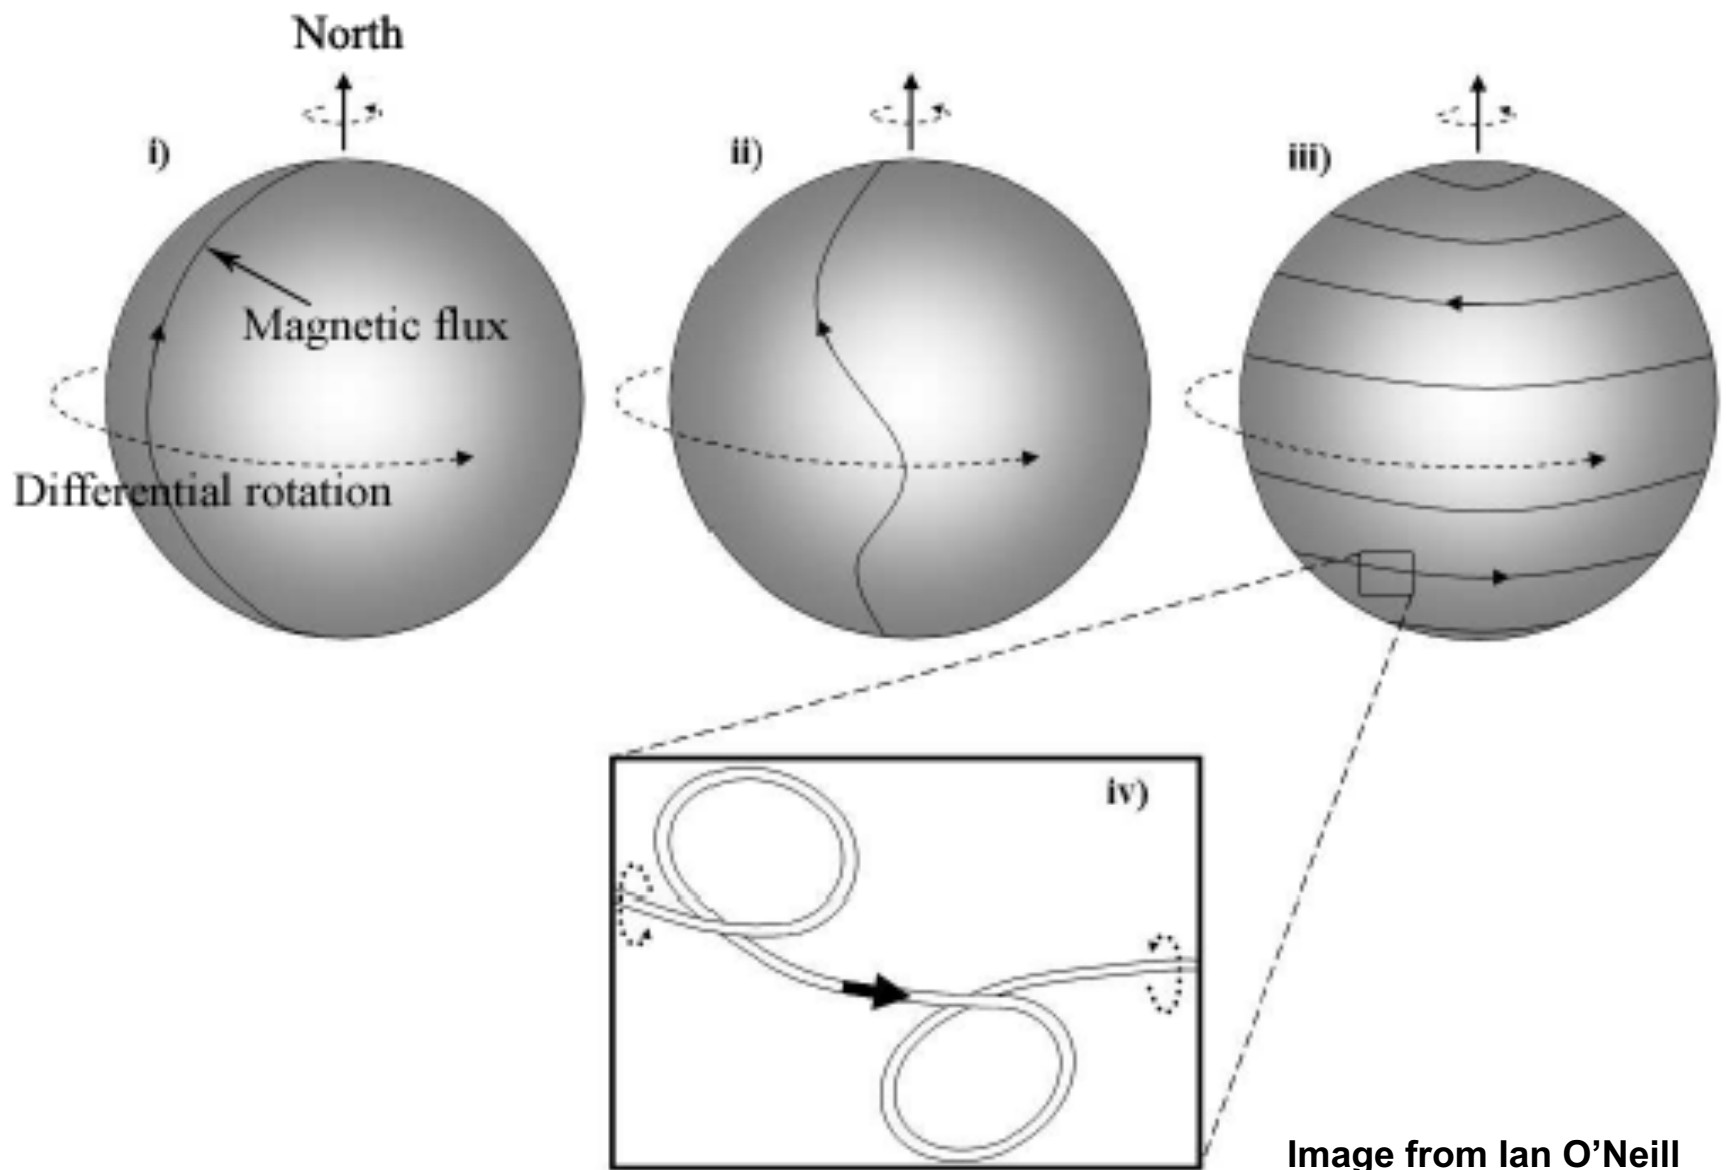 North
i)
ii)
iii)
Magnetic flux
Differential rotation
iv)
Image from Ian O’Neill